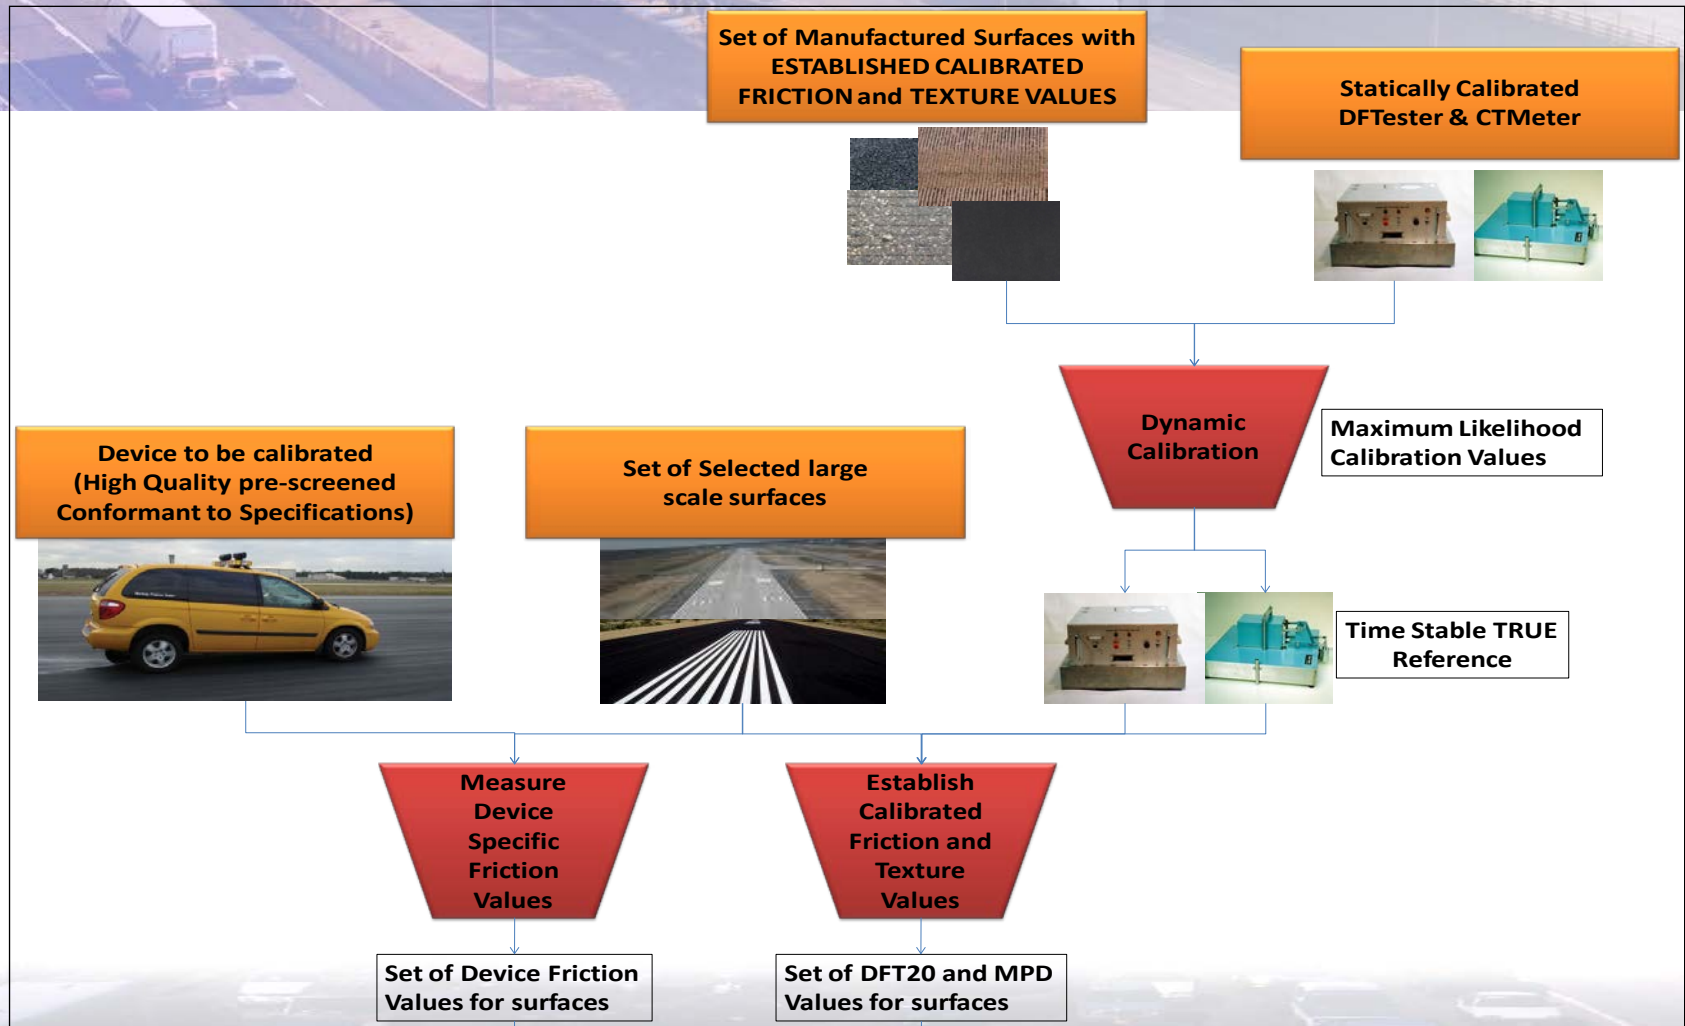 Set of Manufactured Surfaces with
ESTABLISHED CALIBRATED
FRICTION and TEXTURE VALUES
Statically Calibrated
DFTester & CTMeter
Dynamic
Calibration
Maximum Likelihood
Calibration Values
Device to be calibrated
(High Quality pre-screened
Conformant to Specifications)
Set of Selected large
scale surfaces
Time Stable TRUE
Reference
Measure
Device
Specific
Friction
Values
Establish
Calibrated
Friction and
Texture
Values
Set of Device Friction
Values for surfaces
Set of DFT20 and MPD
Values for surfaces